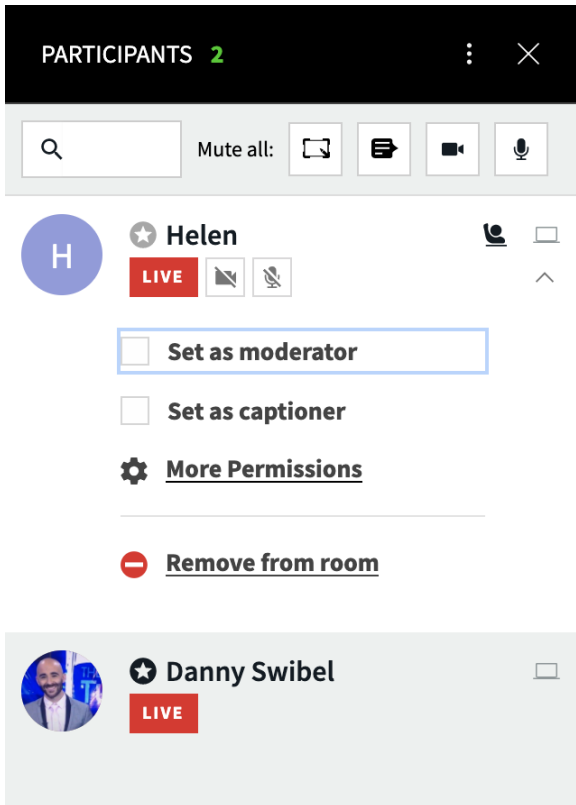 PARTICIPANTS 2
Mute all:
H
Helen
LIVE
Set as moderator
Set as captioner
More Permissions
Remove from room
Danny Swibel
LIVE